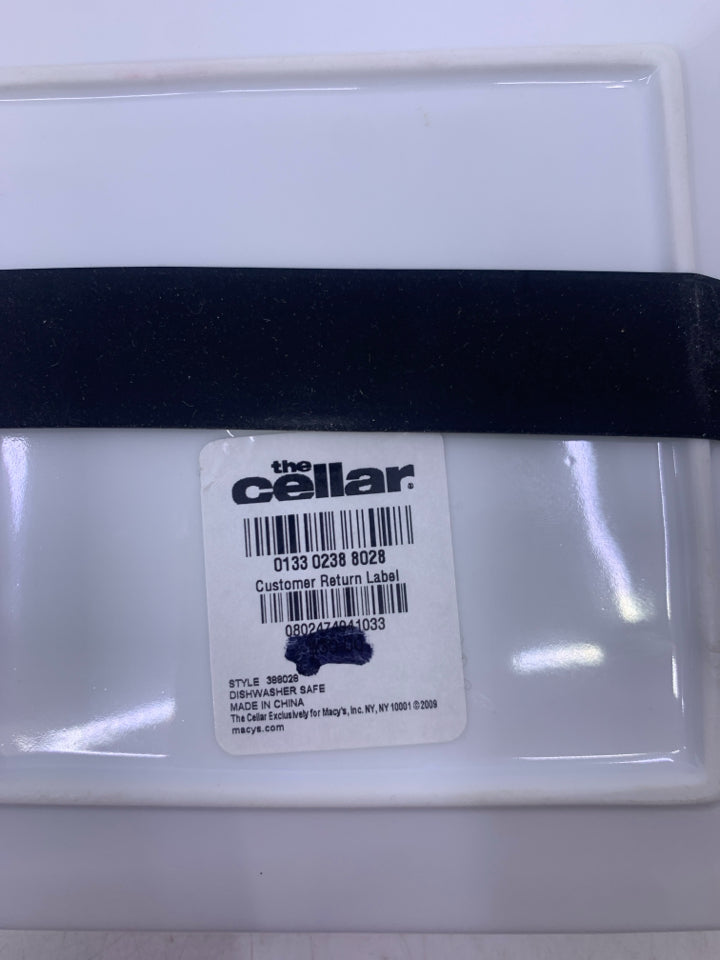 the
cellar®
0133 0238 8028
Customer Return Label
0802474941033
STYLE 388028
DISHWASHER SAFE
MADE IN CHINA
The Cellar Exclusively for Macy's, Inc. NY, NY 10001 ©2009
macys.com